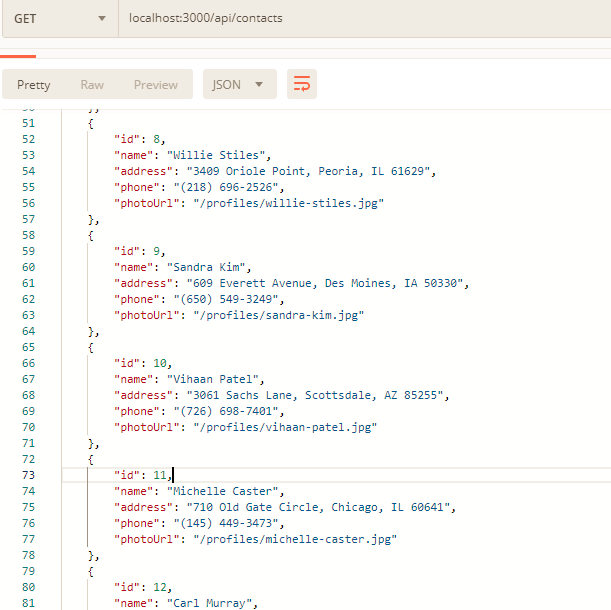 GET localhost:3000/api/contacts
Pretty Raw Preview JSON
51 {
52 "id": 8,
53 "name": "Willie Stiles",
54 "address": "3409 Oriole Point, Peoria, IL 61629",
55 "phone": "(218) 696-2526",
56 "photoUrl": "/profiles/willie-stiles.jpg"
57 },
58 {
59 "id": 9,
60 "name": "Sandra Kim",
61 "address": "609 Everett Avenue, Des Moines, IA 50330",
62 "phone": "(650) 549-3249",
63 "photoUrl": "/profiles/sandra-kim.jpg"
64 },
65 {
66 "id": 10,
67 "name": "Vihaan Patel",
68 "address": "3061 Sachs Lane, Scottsdale, AZ 85255",
69 "phone": "(726) 698-7401",
70 "photoUrl": "/profiles/vihaan-patel.jpg"
71 },
72 {
73 "id": 11,
74 "name": "Michelle Caster",
75 "address": "710 Old Gate Circle, Chicago, IL 60641",
76 "phone": "(145) 449-3473",
77 "photoUrl": "/profiles/michelle-caster.jpg"
78 },
79 {
80 "id": 12,
81 "name": "Carl Murray",